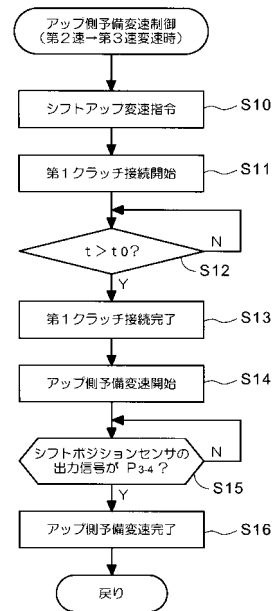 アップ側予備変速制御
(第2速→第3速変速時)
シフトアップ変速指令
S10
第1クラッチ接続開始
S11
t>t0?
N
S12
Y
第1クラッチ接続完了
S13
アップ側予備変速開始
S14
シフトポジションセンサの
出力信号が P3-4 ?
N
S15
Y
アップ側予備変速完了
S16
戻り